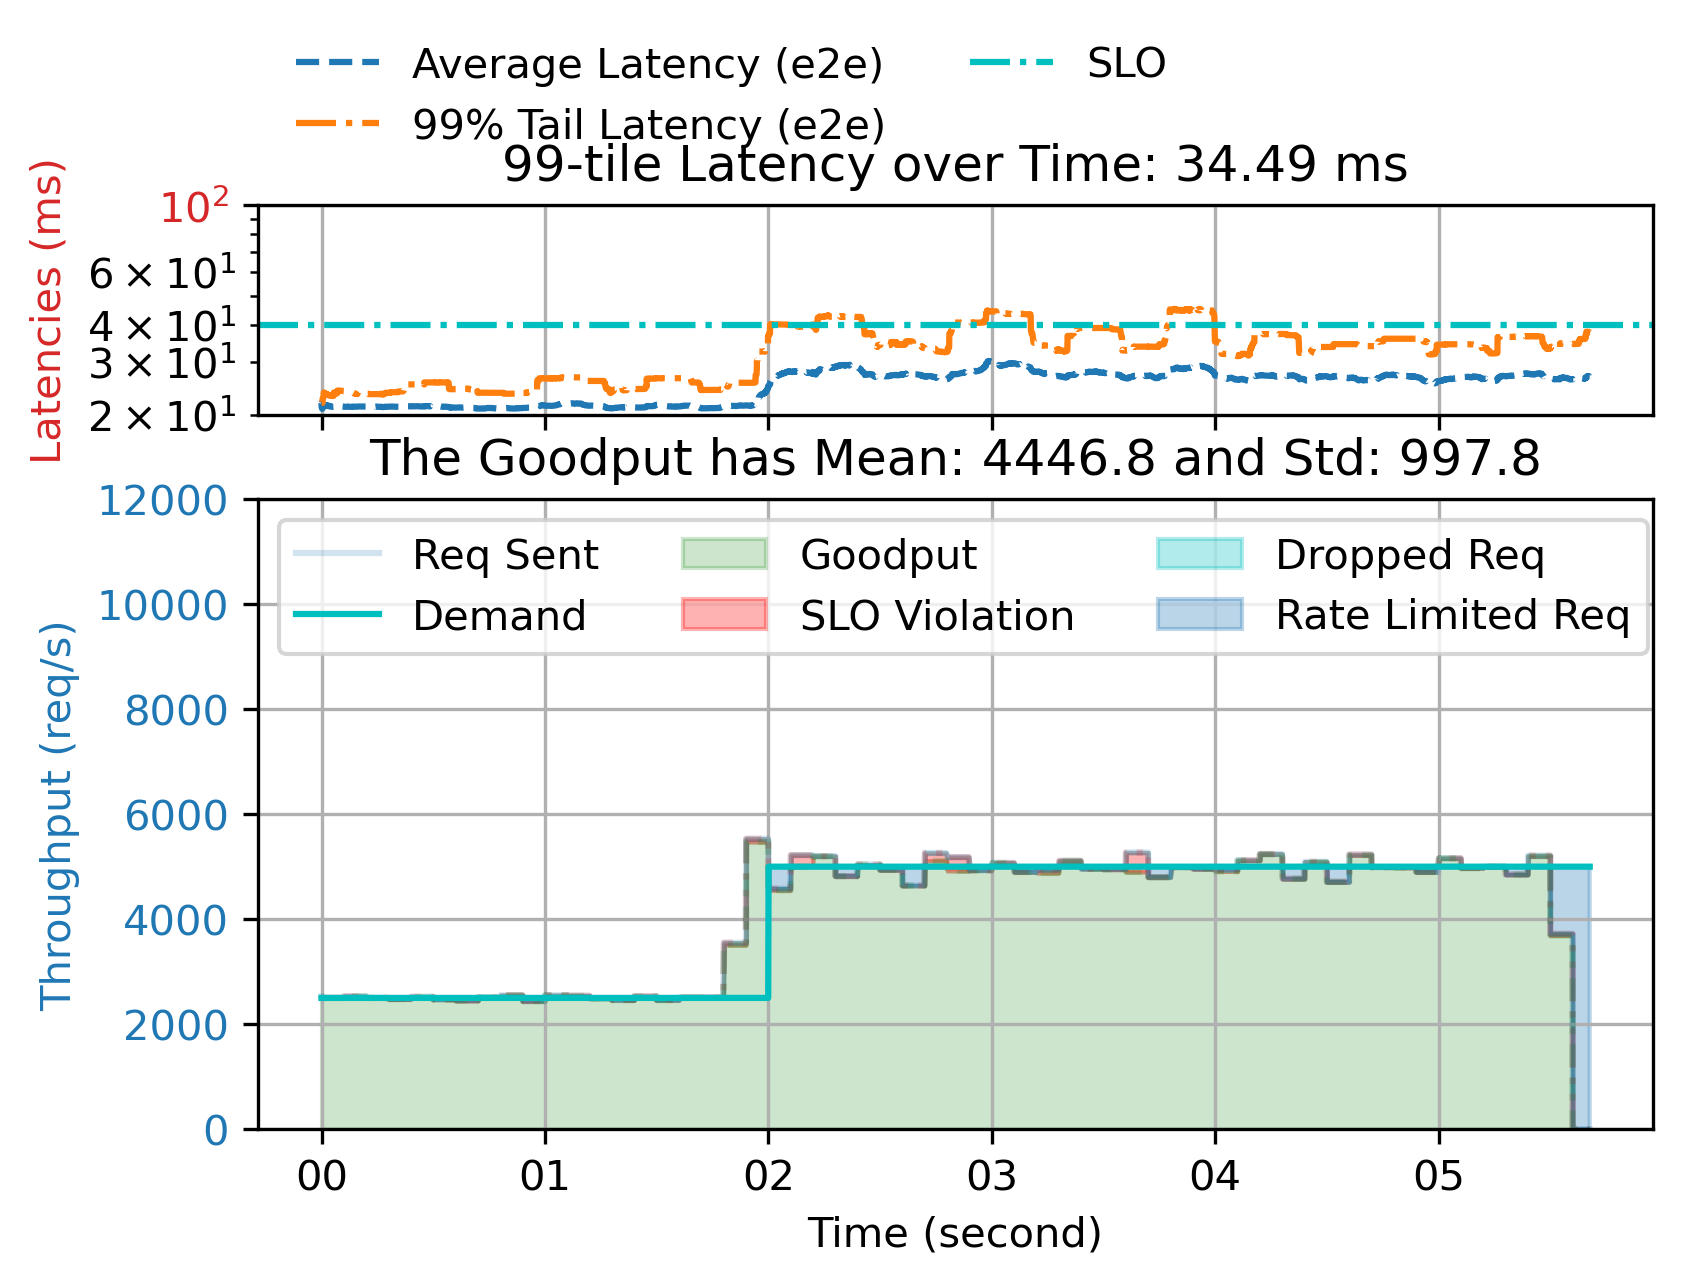 Average Latency (e2e)
SLO
99% Tail Latency (e2e)
99-tile Latency over Time: 34.49 ms
Latencies (ms)
10²
6 × 10¹
4 × 10¹
3 × 10¹
2 × 10¹
The Goodput has Mean: 4446.8 and Std: 997.8
Throughput (req/s)
12000
10000
8000
6000
4000
2000
0
Req Sent
Goodput
Dropped Req
Demand
SLO Violation
Rate Limited Req
00 01 02 03 04 05
Time (second)